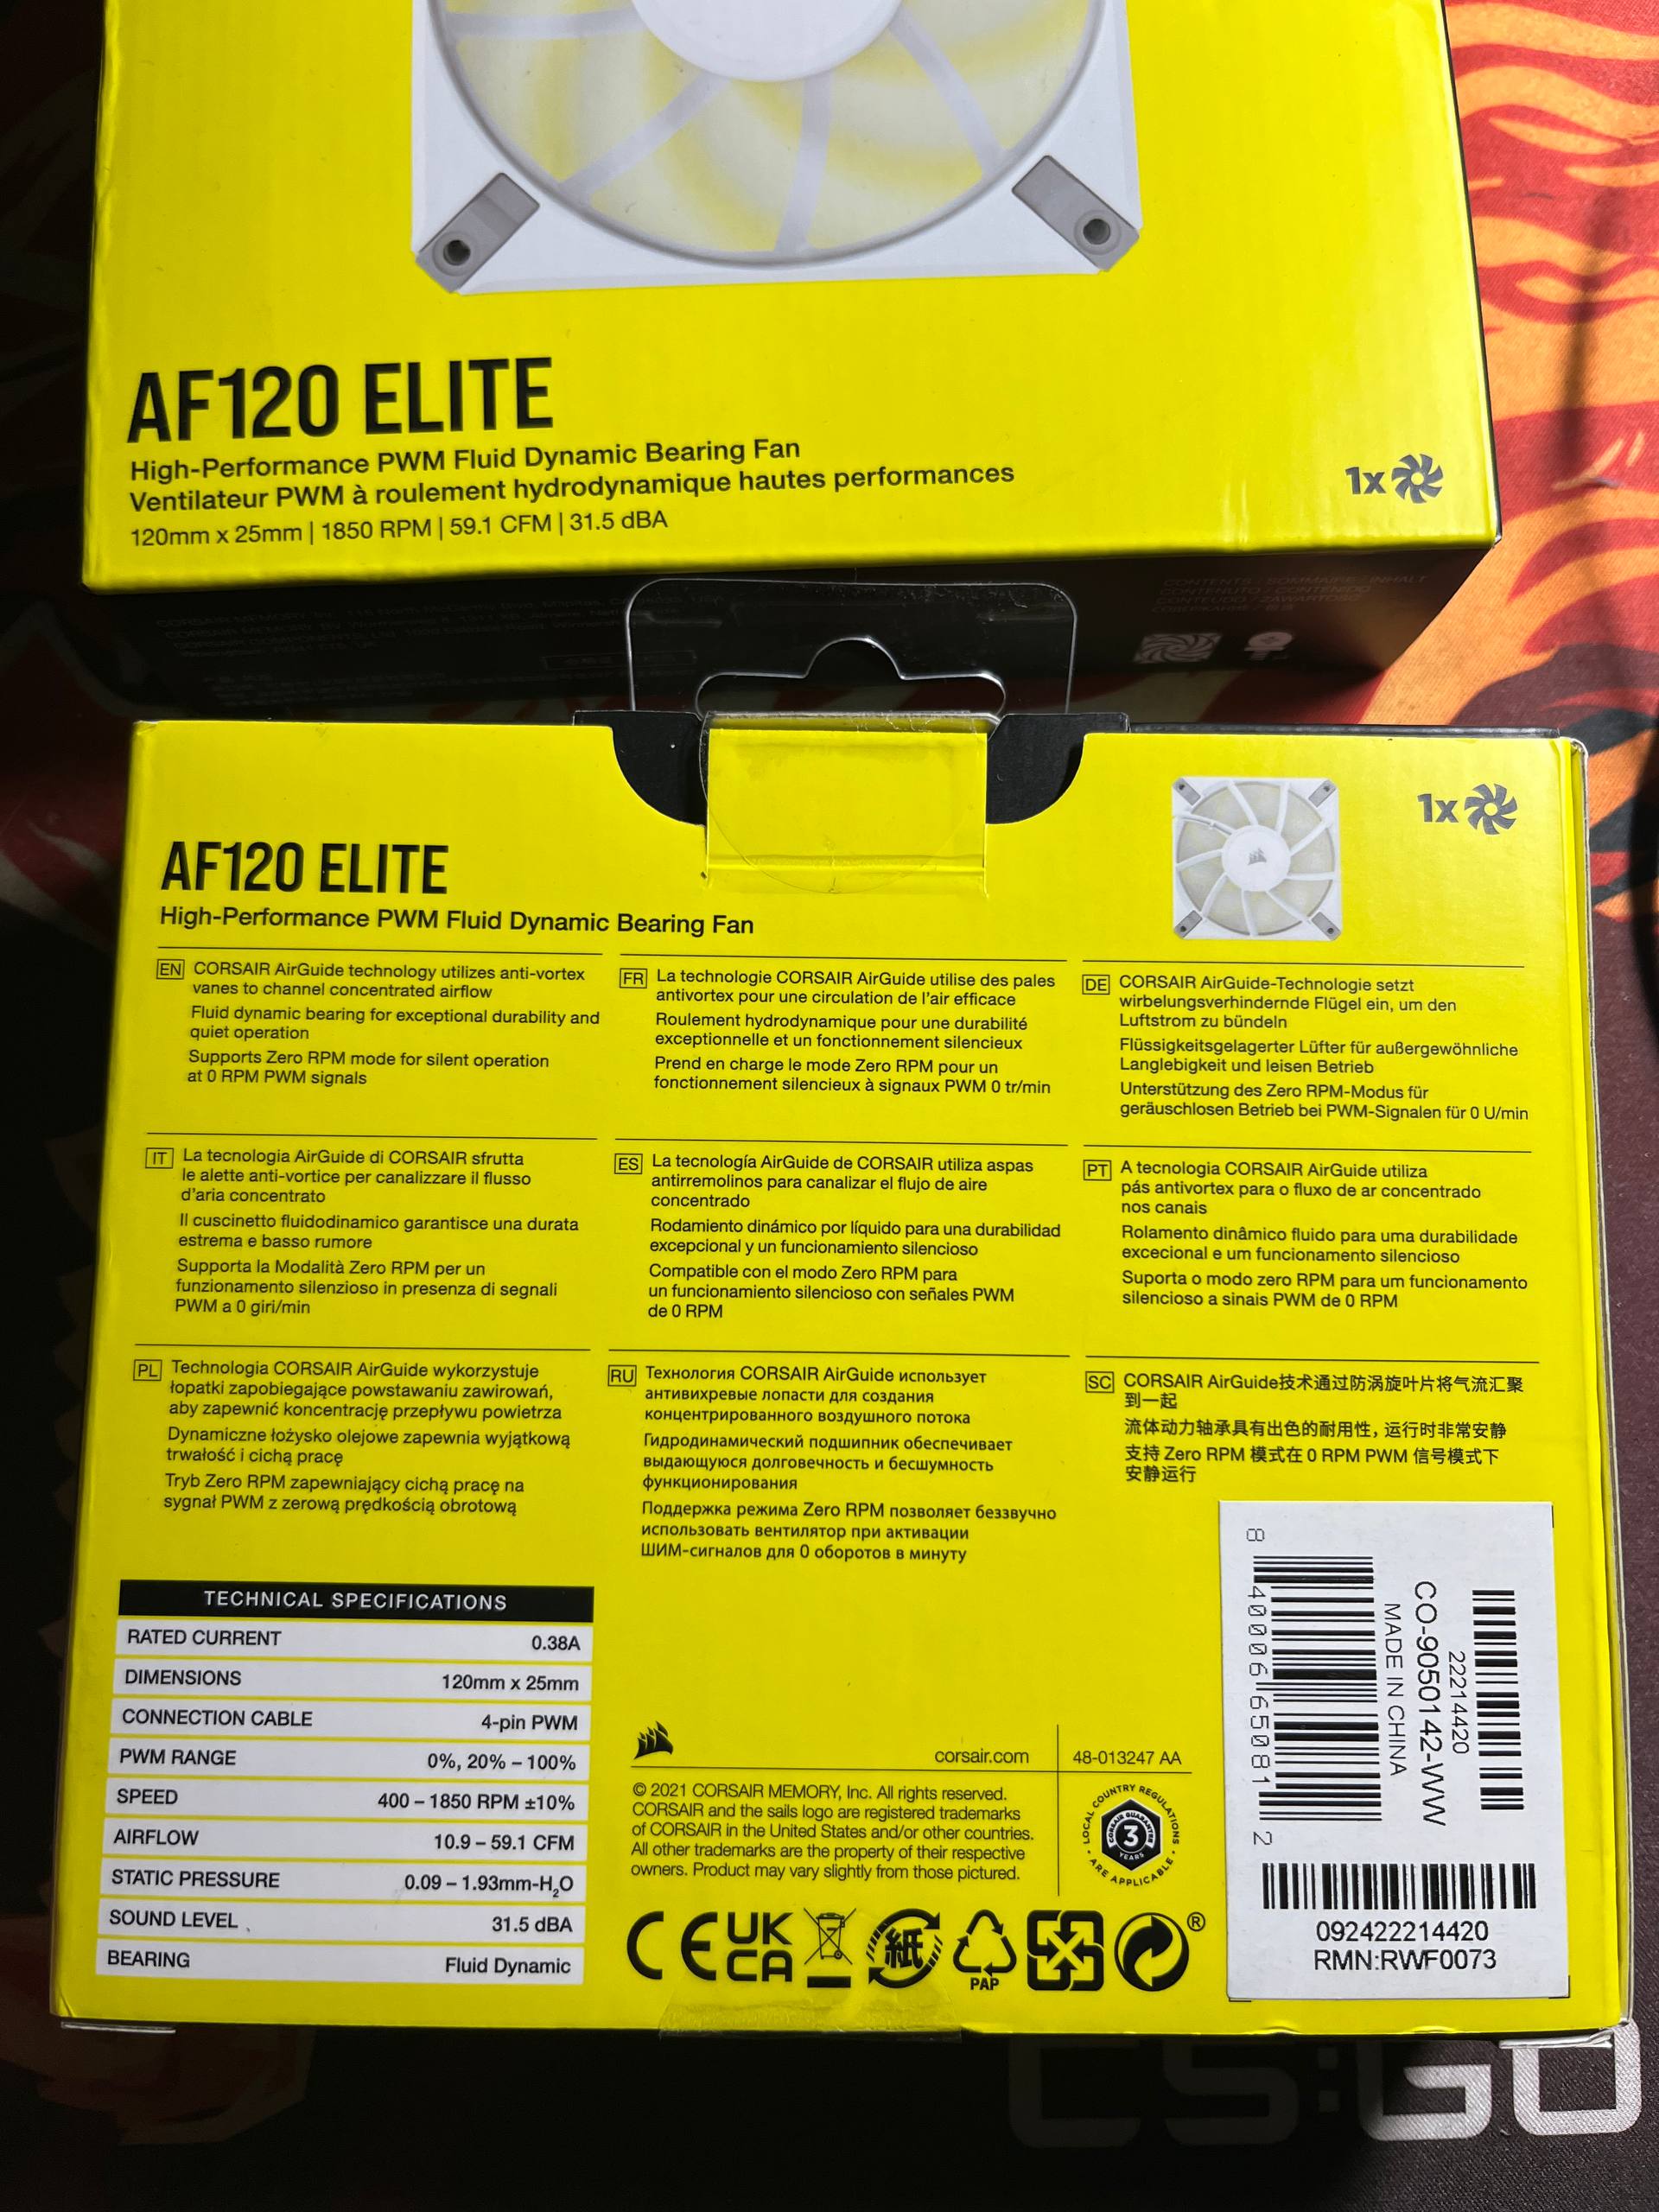 AF120 ELITE
High-Performance PWM Fluid Dynamic Bearing Fan
Ventilateur PWM à roulement hydrodynamique hautes performances
120mm x 25mm | 1850 RPM | 59.1 CFM | 31.5 dBA
1x
CONTENTS / SOMMAIRE / INHALT
AF120 ELITE
High-Performance PWM Fluid Dynamic Bearing Fan
1x
EN CORSAIR AirGuide technology utilizes anti-vortex
vanes to channel concentrated airflow
Fluid dynamic bearing for exceptional durability and
quiet operation
Supports Zero RPM mode for silent operation
at 0 RPM PWM signals
FR La technologie CORSAIR AirGuide utilise des pales
antivortex pour une circulation de l'air efficace
Roulement hydrodynamique pour une durabilité
exceptionnelle et un fonctionnement silencieux
Prend en charge le mode Zero RPM pour un
fonctionnement silencieux à signaux PWM 0 tr/min
DE CORSAIR AirGuide-Technologie setzt
wirbelungsverhindernde Flügel ein, um den
Luftstrom zu bündeln
Flüssigkeitsgelagerter Lüfter für außergewöhnliche
Langlebigkeit und leisen Betrieb
Unterstützung des Zero RPM-Modus für
geräuschlosen Betrieb bei PWM-Signalen für 0 U/min
IT La tecnologia AirGuide di CORSAIR sfrutta
le alette anti-vortice per canalizzare il flusso
d'aria concentrato
Il cuscinetto fluidodinamico garantisce una durata
estrema e basso rumore
Supporta la Modalità Zero RPM per un
funzionamento silenzioso in presenza di segnali
PWM a 0 giri/min
ES La tecnología AirGuide de CORSAIR utiliza aspas
antirremolinos para canalizar el flujo de aire
concentrado
Rodamiento dinámico por líquido para una durabilidad
excepcional y un funcionamiento silencioso
Compatible con el modo Zero RPM para
un funcionamiento silencioso con señales PWM
de 0 RPM
PT A tecnologia CORSAIR AirGuide utiliza
pás antivortex para o fluxo de ar concentrado
nos canais
Rolamento dinâmico fluido para uma durabilidade
excecional e um funcionamento silencioso
Suporta o modo zero RPM para um funcionamento
silencioso a sinais PWM de 0 RPM
PL Technologia CORSAIR AirGuide wykorzystuje
łopatki zapobiegające powstawaniu zawirowań,
aby zapewnić koncentrację przepływu powietrza
Dynamiczne łożysko olejowe zapewnia wyjątkową
trwałość i cichą pracę
Tryb Zero RPM zapewniający cichą pracę na
sygnał PWM z zerową prędkością obrotową
RU Технология CORSAIR AirGuide использует
антивихревые лопасти для создания
концентрированного воздушного потока
Гидродинамический подшипник обеспечивает
выдающуюся долговечность и бесшумность
функционирования
Поддержка режима Zero RPM позволяет беззвучно
использовать вентилятор при активации
ШИМ-сигналов для 0 оборотов в минуту
SC CORSAIR AirGuide技术通过防涡旋叶片将气流汇聚
到一起
流体动力轴承具有出色的耐用性，运行时非常安静
支持 Zero RPM 模式在 0 RPM PWM 信号模式下
安静运行
TECHNICAL SPECIFICATIONS
RATED CURRENT 0.38A
DIMENSIONS 120mm x 25mm
CONNECTION CABLE 4-pin PWM
PWM RANGE 0%, 20% – 100%
SPEED 400 – 1850 RPM ±10%
AIRFLOW 10.9 – 59.1 CFM
STATIC PRESSURE 0.09 – 1.93mm-H₂O
SOUND LEVEL 31.5 dBA
BEARING Fluid Dynamic
corsair.com
48-013247 AA
© 2021 CORSAIR MEMORY, Inc. All rights reserved.
CORSAIR and the sails logo are registered trademarks
of CORSAIR in the United States and/or other countries.
All other trademarks are the property of their respective
owners. Product may vary slightly from those pictured.
LOCAL COUNTRY REGULATIONS
CORSAIR GUARANTEE
3
YEARS
ARE APPLICABLE
CE
UK
CA
紙
PAP
®
22214420
CO-9050142-WW
MADE IN CHINA
8 40006 65081 2
092422214420
RMN:RWF0073
CS:GO